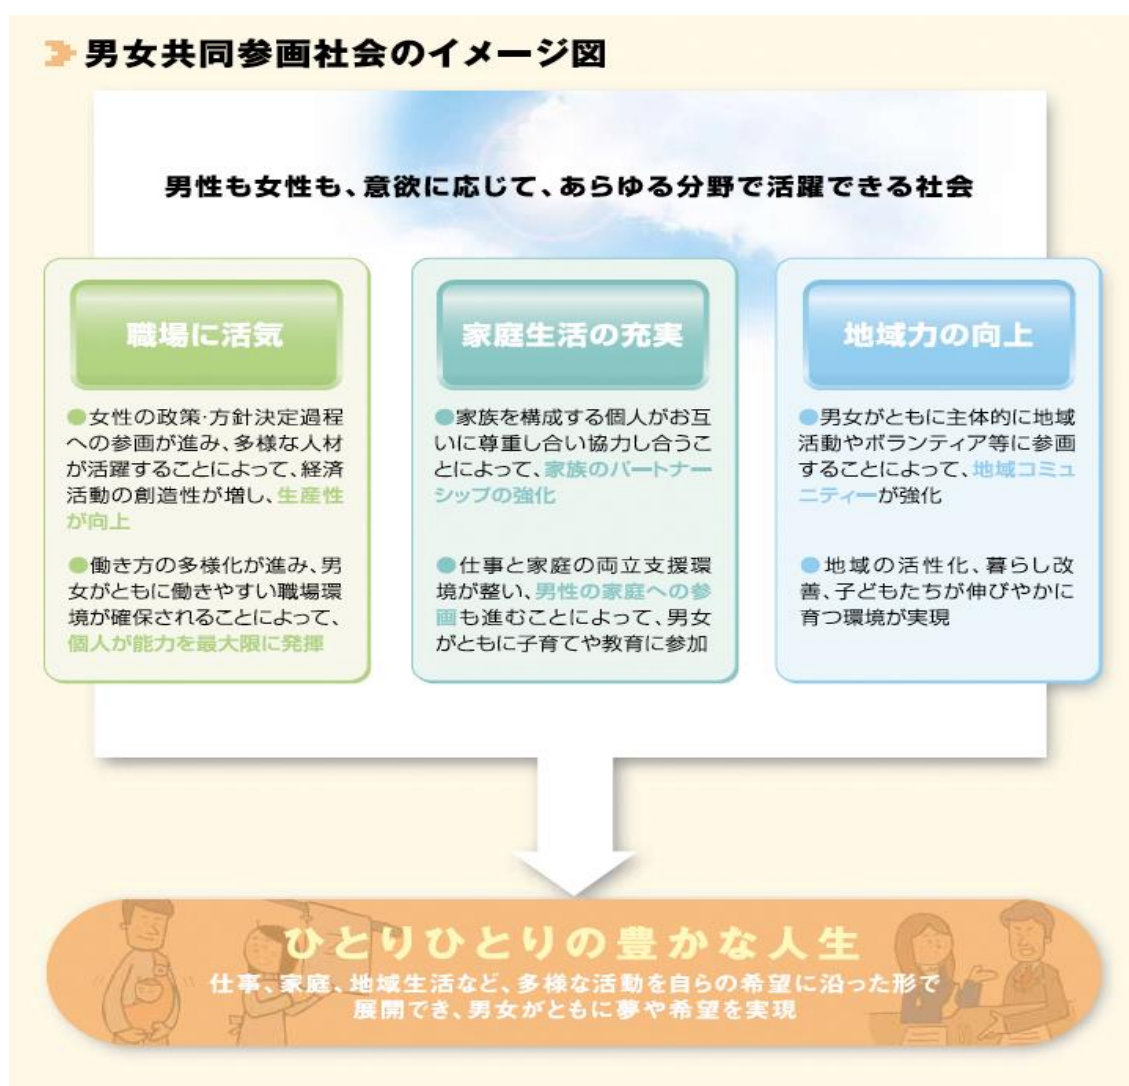 男女共同参画社会のイメージ図
男性も女性も、意欲に応じて、あらゆる分野で活躍できる社会
職場に活気
●女性の政策・方針決定過程
への参画が進み、多様な人材
が活躍することによって、経済
活動の創造性が増し、生産性
が向上
●働き方の多様化が進み、男
女がともに働きやすい職場環
境が確保されることによって、
個人が能力を最大限に発揮
家庭生活の充実
●家族を構成する個人がお互
いに尊重し合い協力し合うこ
とによって、家族のパートナー
シップの強化
●仕事と家庭の両立支援環
境が整い、男性の家庭への参
画も進むことによって、男女
がともに子育てや教育に参加
地域力の向上
●男女がともに主体的に地域
活動やボランティア等に参画
することによって、地域コミュ
ニティーが強化
●地域の活性化、暮らし改
善、子どもたちが伸びやかに
育つ環境が実現
ひとりひとりの豊かな人生
仕事、家庭、地域生活など、多様な活動を自らの希望に沿った形で
展開でき、男女がともに夢や希望を実現